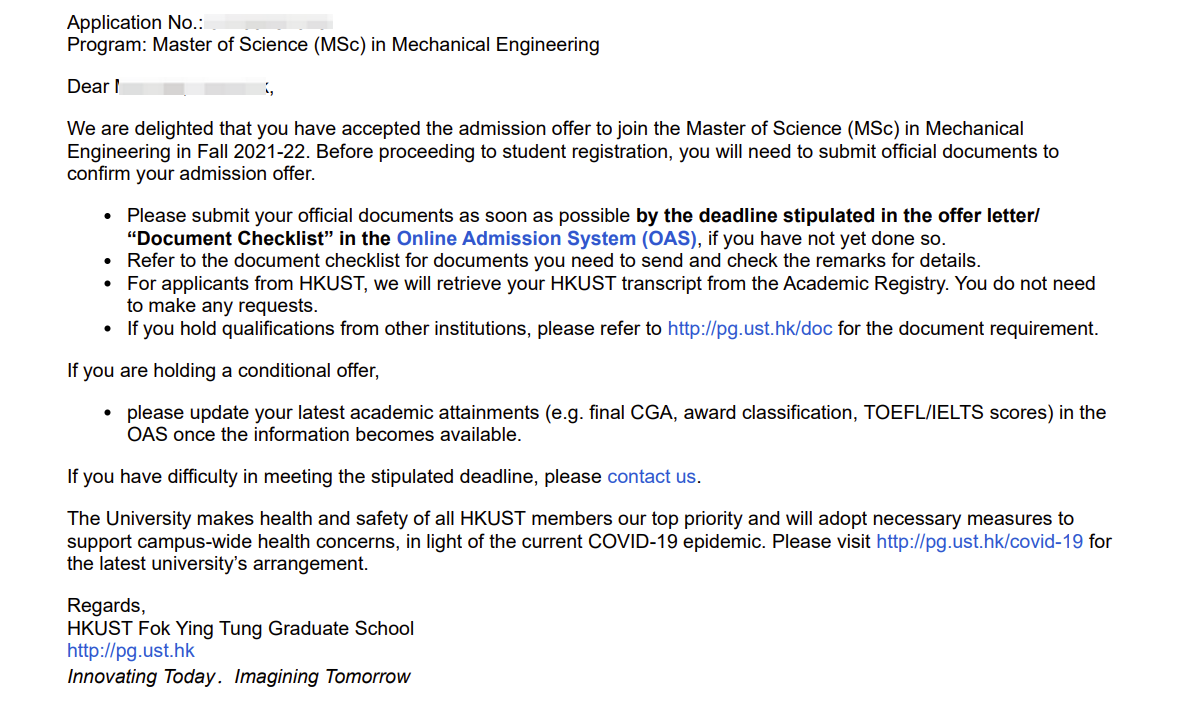 Application No.:
Program: Master of Science (MSc) in Mechanical Engineering
Dear
We are delighted that you have accepted the admission offer to join the Master of Science (MSc) in Mechanical
Engineering in Fall 2021-22. Before proceeding to student registration, you will need to submit official documents to
confirm your admission offer.
• Please submit your official documents as soon as possible by the deadline stipulated in the offer letter/
“Document Checklist” in the Online Admission System (OAS), if you have not yet done so.
• Refer to the document checklist for documents you need to send and check the remarks for details.
• For applicants from HKUST, we will retrieve your HKUST transcript from the Academic Registry. You do not need
to make any requests.
• If you hold qualifications from other institutions, please refer to http://pg.ust.hk/doc for the document requirement.
If you are holding a conditional offer,
• please update your latest academic attainments (e.g. final CGA, award classification, TOEFL/IELTS scores) in the
OAS once the information becomes available.
If you have difficulty in meeting the stipulated deadline, please contact us.
The University makes health and safety of all HKUST members our top priority and will adopt necessary measures to
support campus-wide health concerns, in light of the current COVID-19 epidemic. Please visit http://pg.ust.hk/covid-19 for
the latest university’s arrangement.
Regards,
HKUST Fok Ying Tung Graduate School
http://pg.ust.hk
Innovating Today. Imagining Tomorrow